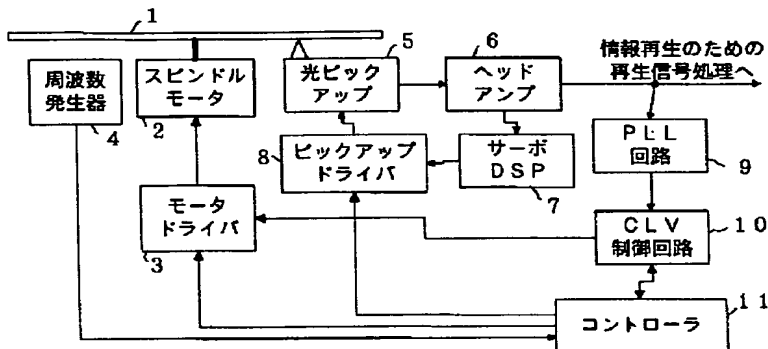 1
5
6
情報再生のための
再生信号処理へ
周波数
発生器
4
スピンドル
モータ
2
光ピック
アップ
ヘッド
アンプ
8
ピックアップ
ドライバ
サーボ
DSP
7
PLL
回路
9
モータ
ドライバ
3
CLV
制御回路
10
コントローラ
11